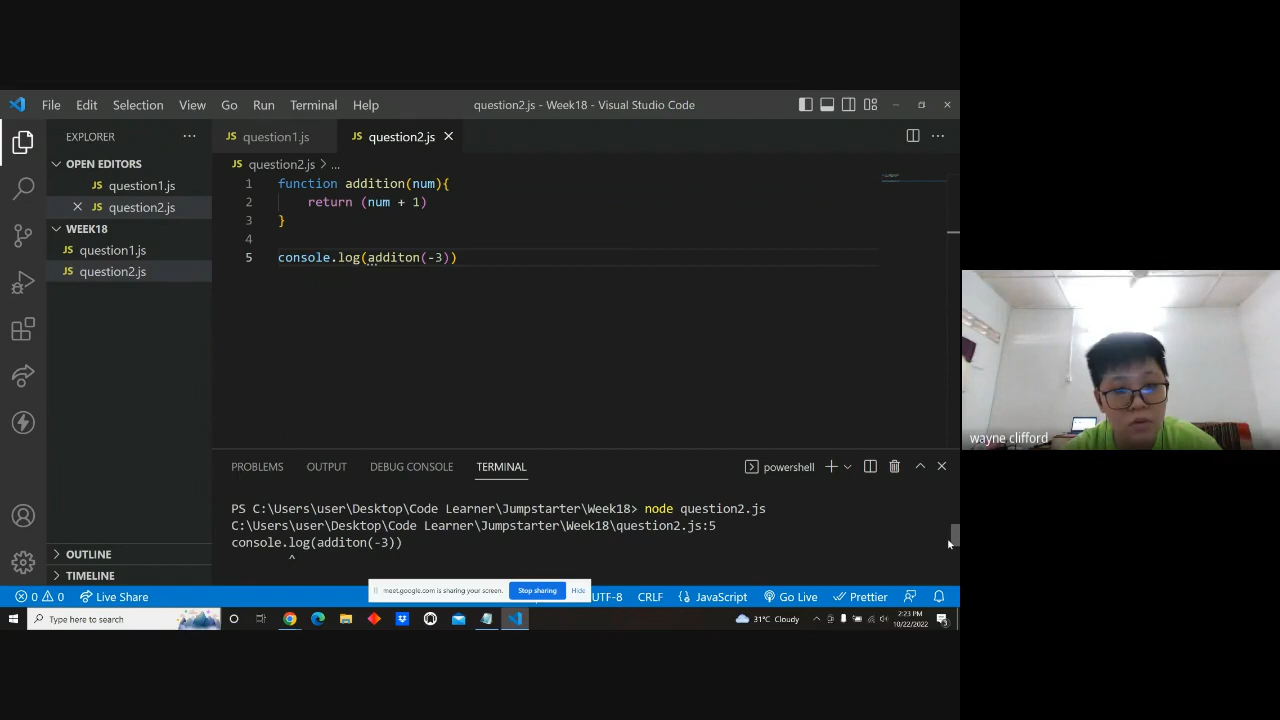 File Edit Selection View Go Run Terminal Help question2.js - Week18 - Visual Studio Code
EXPLORER
OPEN EDITORS
JS question1.js
JS question2.js
WEEK18
JS question1.js
JS question2.js
OUTLINE
TIMELINE
JS question1.js JS question2.js
JS question2.js > ...
1 function addition(num){
2 return (num + 1)
3 }
4
5 console.log(additon(-3))
PROBLEMS OUTPUT DEBUG CONSOLE TERMINAL powershell
PS C:\Users\user\Desktop\Code Learner\Jumpstarter\Week18> node question2.js
C:\Users\user\Desktop\Code Learner\Jumpstarter\Week18\question2.js:5
console.log(additon(-3))
^
meet.google.com is sharing your screen. Stop sharing Hide
0 0 Live Share UTF-8 CRLF {} JavaScript Go Live Prettier
Type here to search 31°C Cloudy 2:23 PM
10/22/2022
wayne clifford